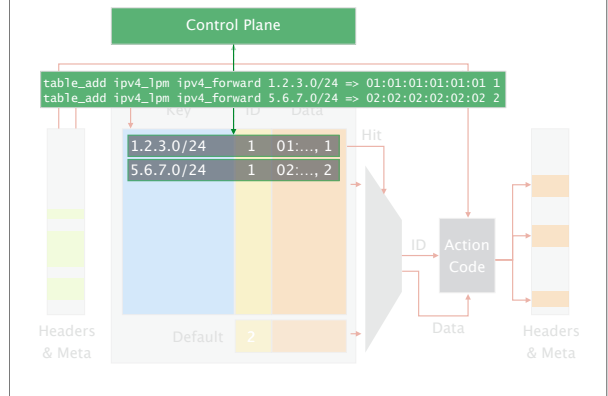 Control Plane
table_add ipv4_lpm ipv4_forward 1.2.3.0/24 => 01:01:01:01:01:01 1
table_add ipv4_lpm ipv4_forward 5.6.7.0/24 => 02:02:02:02:02:02 2
Key ID Data
Hit
1.2.3.0/24 1 01:..., 1
5.6.7.0/24 1 02:..., 2
ID
Action
Code
Data
Default 2
Headers
& Meta
Headers
& Meta